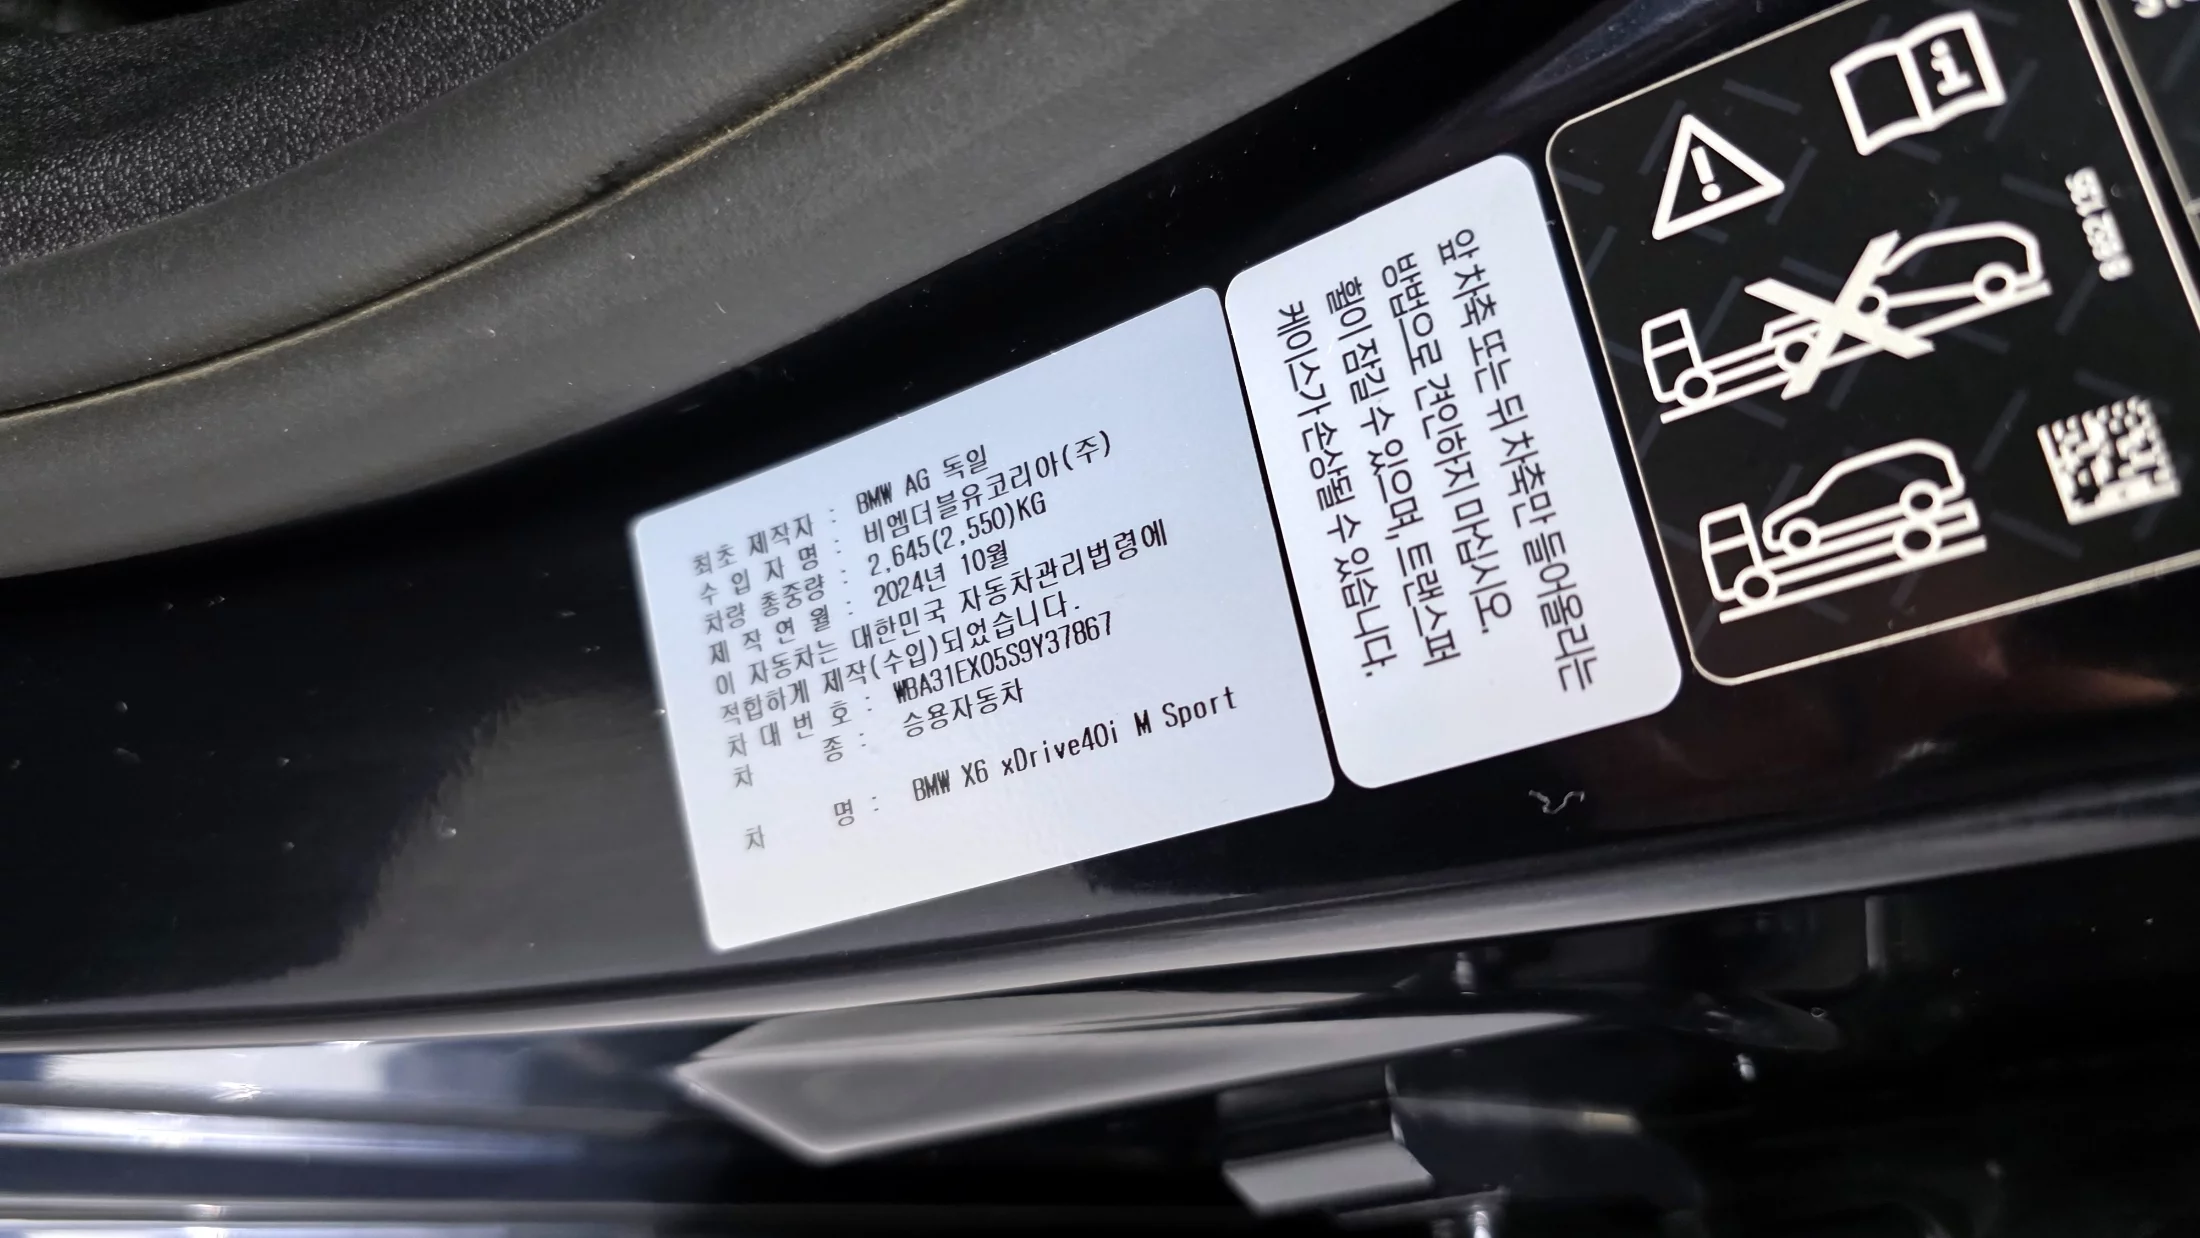 최초 제작자 : BMW AG 독일
수 입 자 명 : 비엠더블유코리아(주)
차량 총중량 : 2,645(2,550)KG
제 작 연 월 : 2024년 10월
이 자동차는 대한민국 자동차관리법령에
적합하게 제작(수입)되었습니다.
차 대 번 호 : WBA31EX05S9Y37867
차 종 : 승용자동차
차 명 : BMW X6 xDrive40i M Sport
앞 차축 또는 뒤 차축만 들어올리는
방법으로 견인하지 마십시오.
휠이 잠길 수 있으며, 트랜스퍼
케이스가 손상될 수 있습니다.